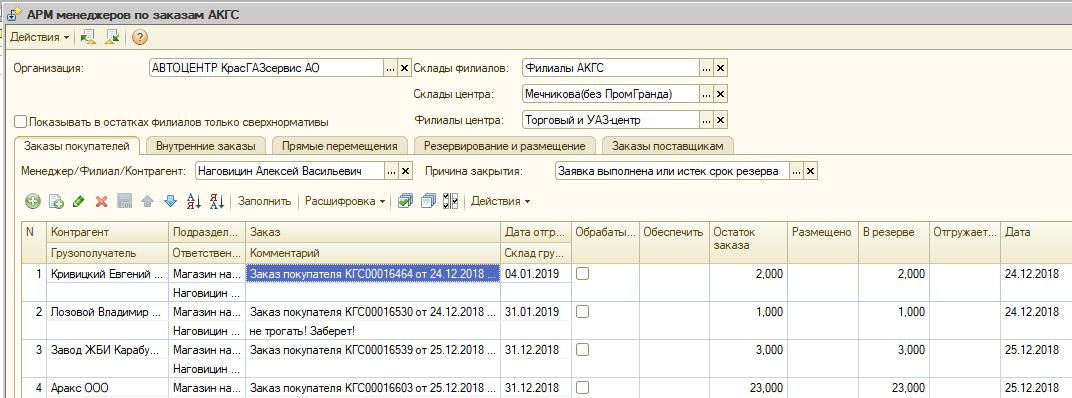 АРМ менеджеров по заказам АКГС
Действия
Организация: АВТОЦЕНТР КрасГАЗсервис АО ... Склады филиалов: Филиалы АКГС ...
Склады центра: Мечникова(без ПромГранда) ...
Показывать в остатках филиалов только сверхнормативы Филиалы центра: Торговый и УАЗ-центр ...
Заказы покупателей Внутренние заказы Прямые перемещения Резервирование и размещение Заказы поставщикам
Менеджер/Филиал/Контрагент: Наговицин Алексей Васильевич ... Причина закрытия: Заявка выполнена или истек срок резерва ...
Заполнить Расшифровка Действия
N Контрагент Подраздел... Заказ Дата отгр... Обрабаты... Обеспечить Остаток заказа Размещено В резерве Отгружает... Дата
Грузополучатель Ответствен... Комментарий Склад гру...
1 Кривицкий Евгений ... Магазин на... Заказ покупателя КГС00016464 от 24.12.2018 ... 04.01.2019 2,000 2,000 24.12.2018
Наговицин ...
2 Лозовой Владимир ... Магазин на... Заказ покупателя КГС00016530 от 24.12.2018 ... 31.01.2019 1,000 1,000 24.12.2018
Наговицин ... не трогать! Заберет!
3 Завод ЖБИ Карабу... Магазин на... Заказ покупателя КГС00016539 от 25.12.2018 ... 31.12.2018 3,000 3,000 25.12.2018
Наговицин ...
4 Аракс ООО Магазин на... Заказ покупателя КГС00016603 от 25.12.2018 ... 31.12.2018 23,000 23,000 25.12.2018